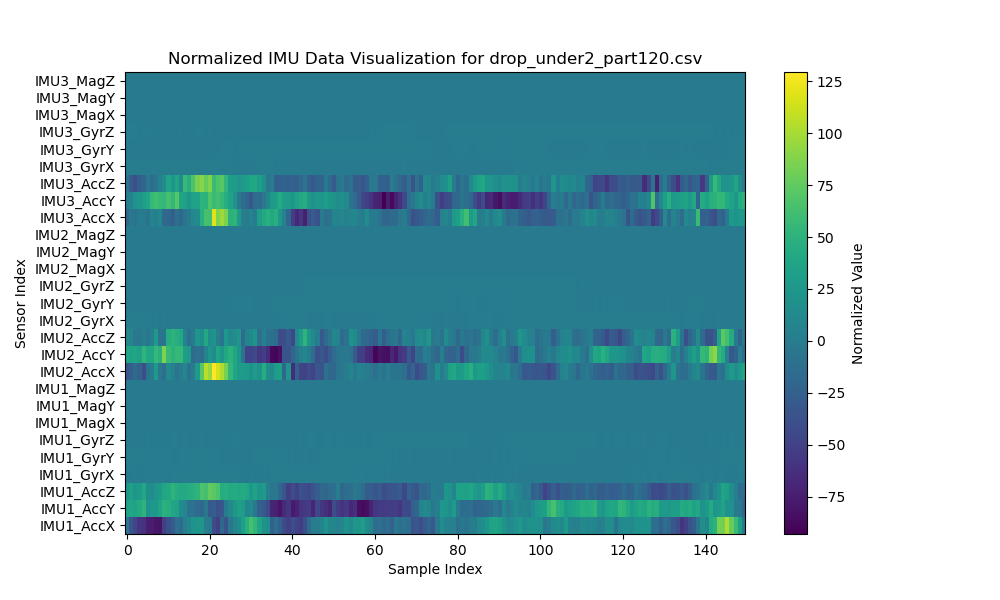 Normalized IMU Data Visualization for drop_under2_part120.csv
IMU3_MagZ
IMU3_MagY
IMU3_MagX
IMU3_GyrZ
IMU3_GyrY
IMU3_GyrX
IMU3_AccZ
IMU3_AccY
IMU3_AccX
IMU2_MagZ
IMU2_MagY
IMU2_MagX
IMU2_GyrZ
IMU2_GyrY
IMU2_GyrX
IMU2_AccZ
IMU2_AccY
IMU2_AccX
IMU1_MagZ
IMU1_MagY
IMU1_MagX
IMU1_GyrZ
IMU1_GyrY
IMU1_GyrX
IMU1_AccZ
IMU1_AccY
IMU1_AccX
Sensor Index
0 20 40 60 80 100 120 140
Sample Index
125
100
75
50
25
0
−25
−50
−75
Normalized Value